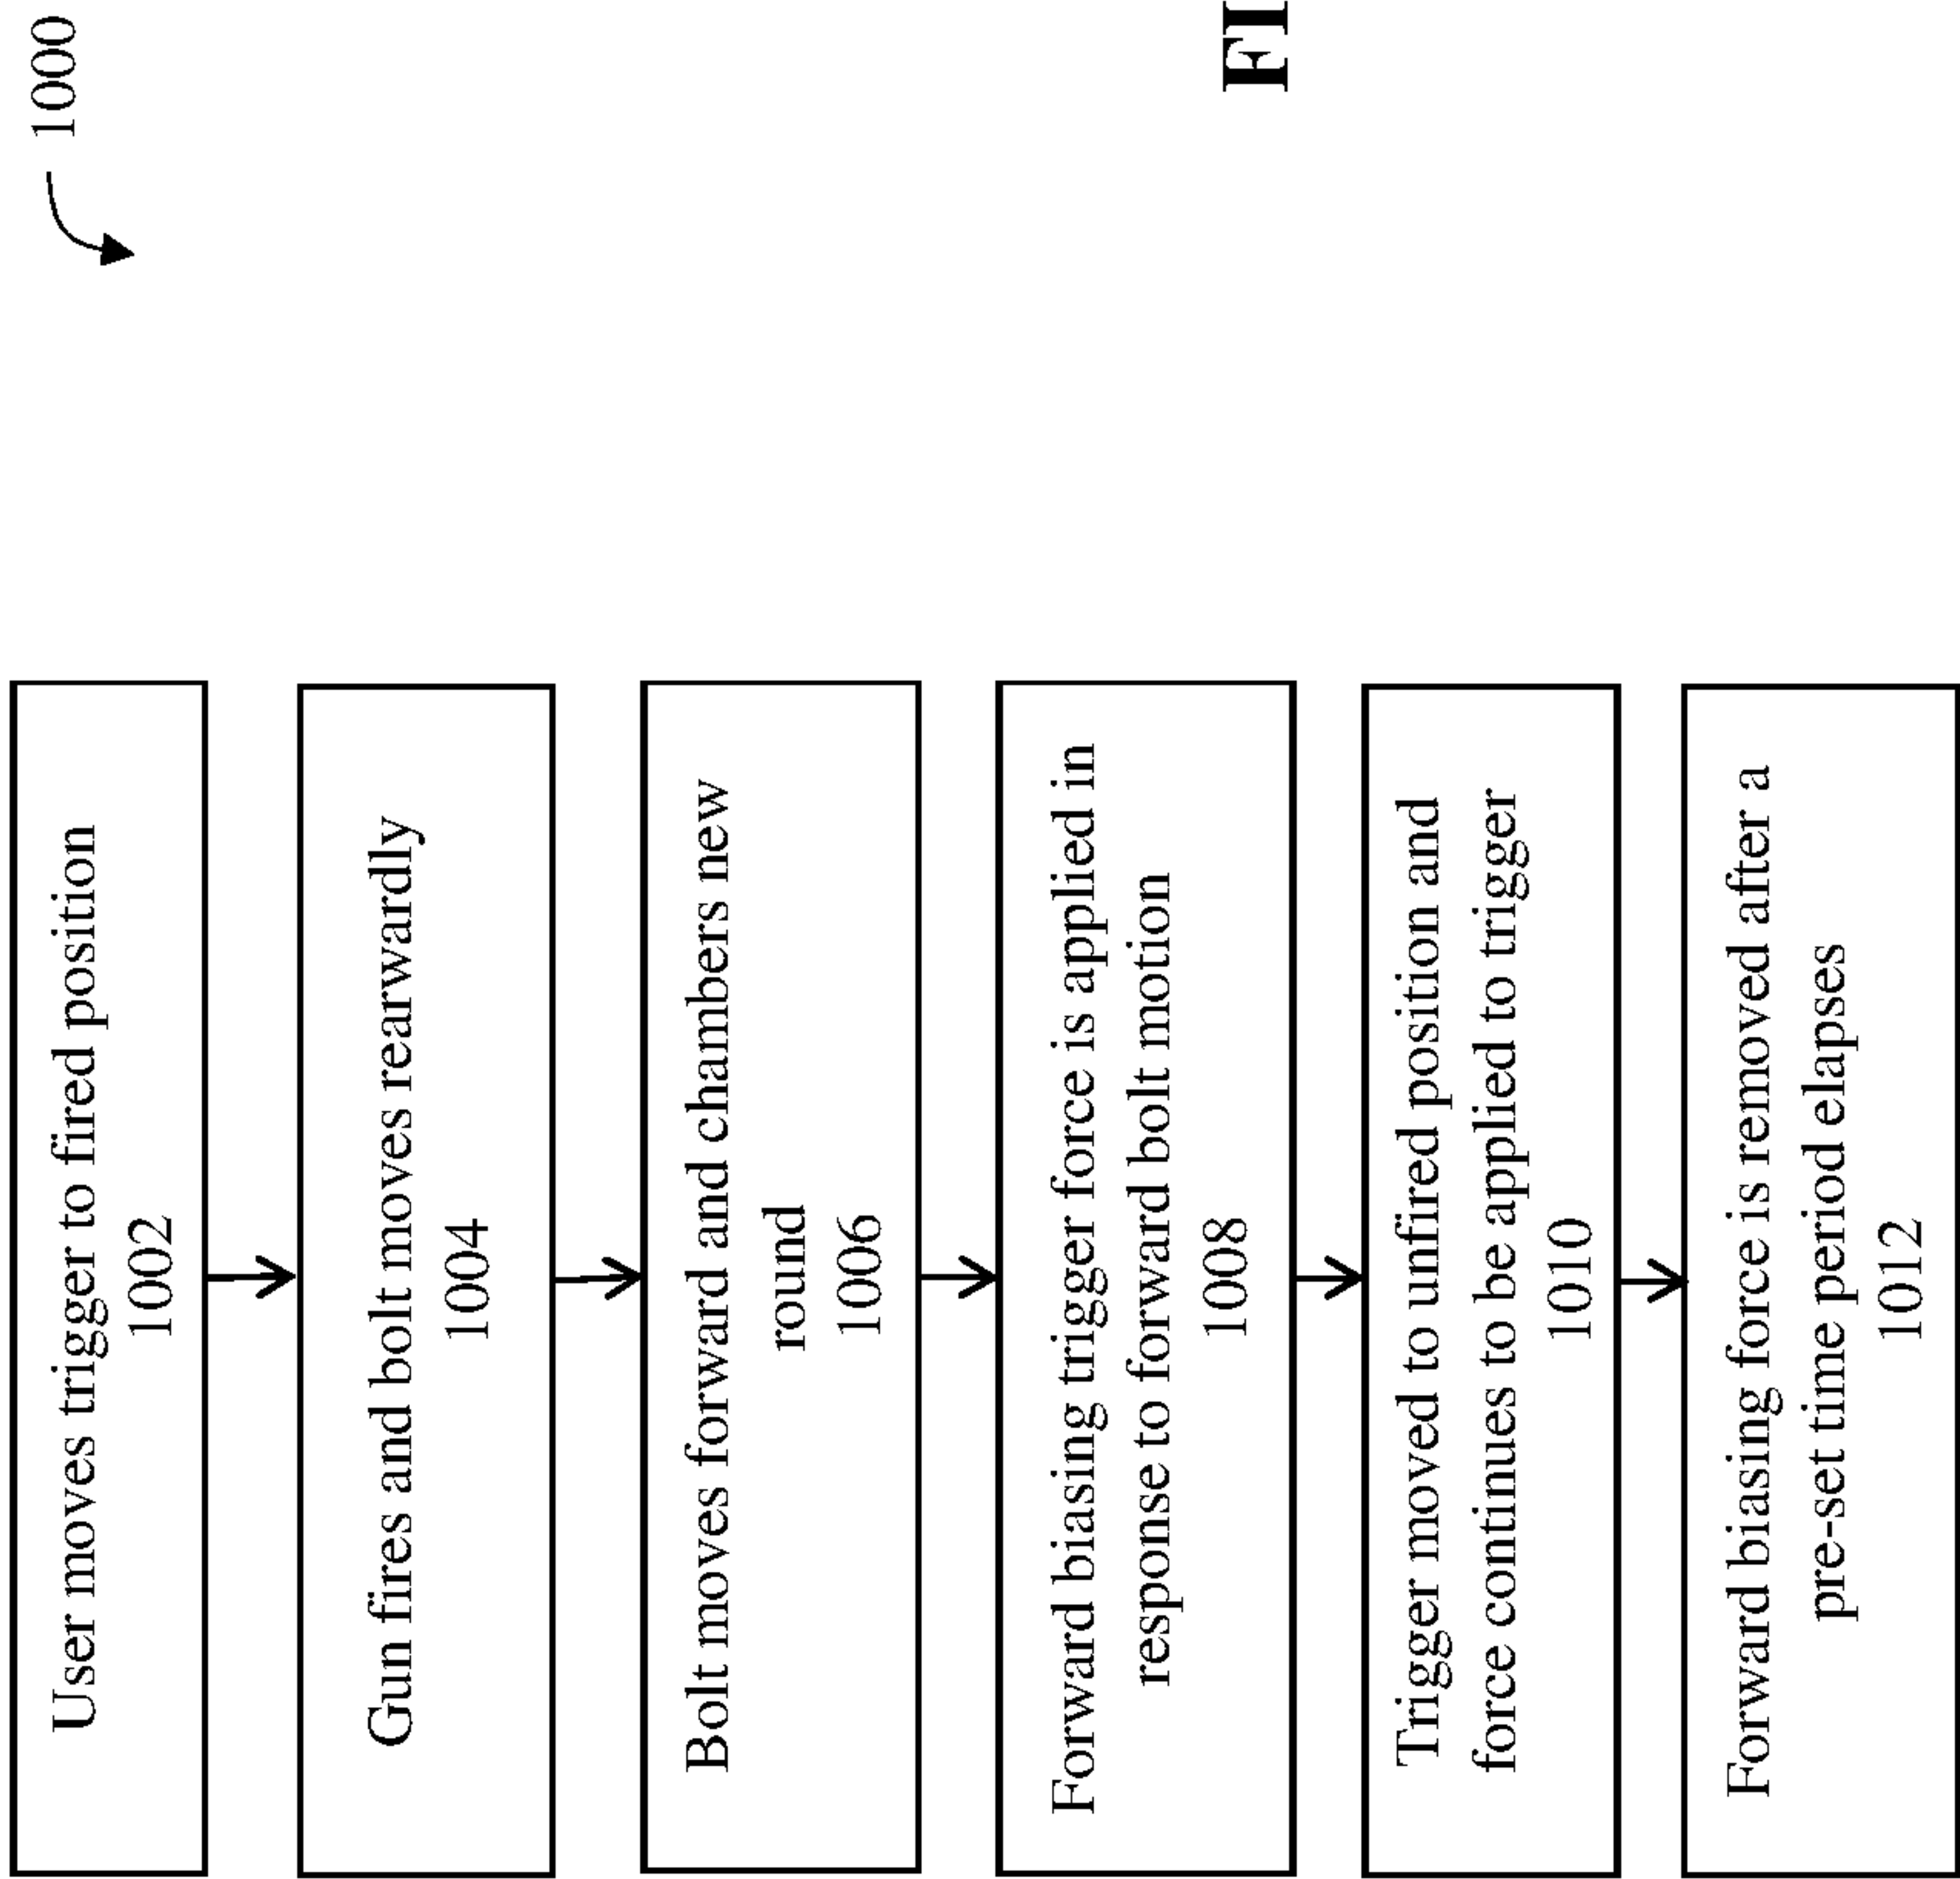 1000
User moves trigger to fired position
1002
Gun fires and bolt moves rearwardly
1004
Bolt moves forward and chambers new
round
1006
Forward biasing trigger force is applied in
response to forward bolt motion
1008
Trigger moved to unfired position and
force continues to be applied to trigger
1010
Forward biasing force is removed after a
pre-set time period elapses
1012
FI